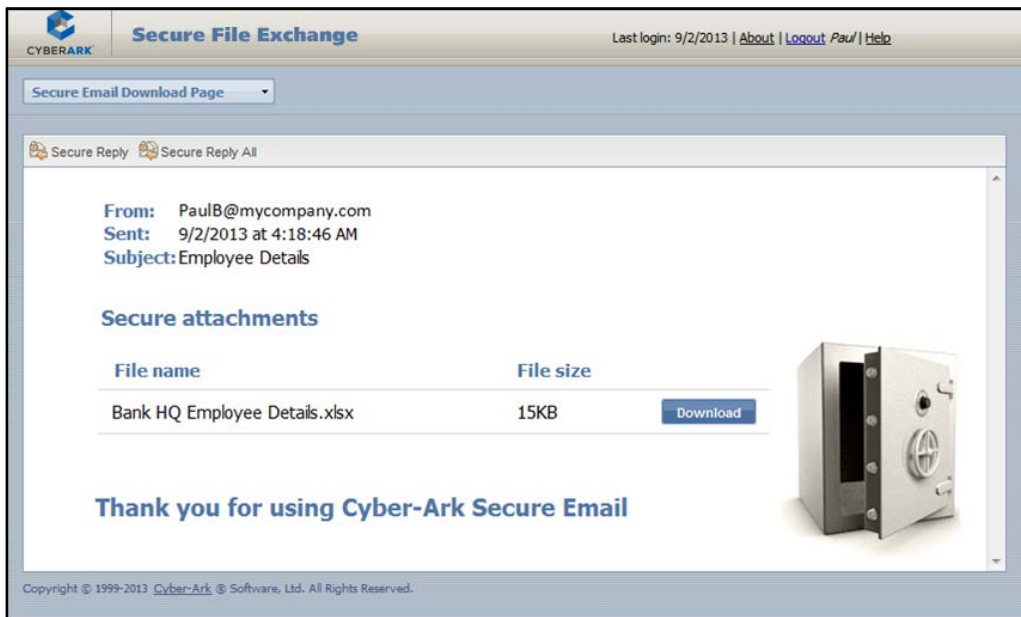 CYBERARK
Secure File Exchange
Last login: 9/2/2013 | About | Logout Paul | Help
Secure Email Download Page
Secure Reply Secure Reply All
From: PaulB@mycompany.com
Sent: 9/2/2013 at 4:18:46 AM
Subject: Employee Details
Secure attachments
File name File size
Bank HQ Employee Details.xlsx 15KB Download
Thank you for using Cyber-Ark Secure Email
Copyright © 1999-2013 Cyber-Ark ® Software, Ltd. All Rights Reserved.